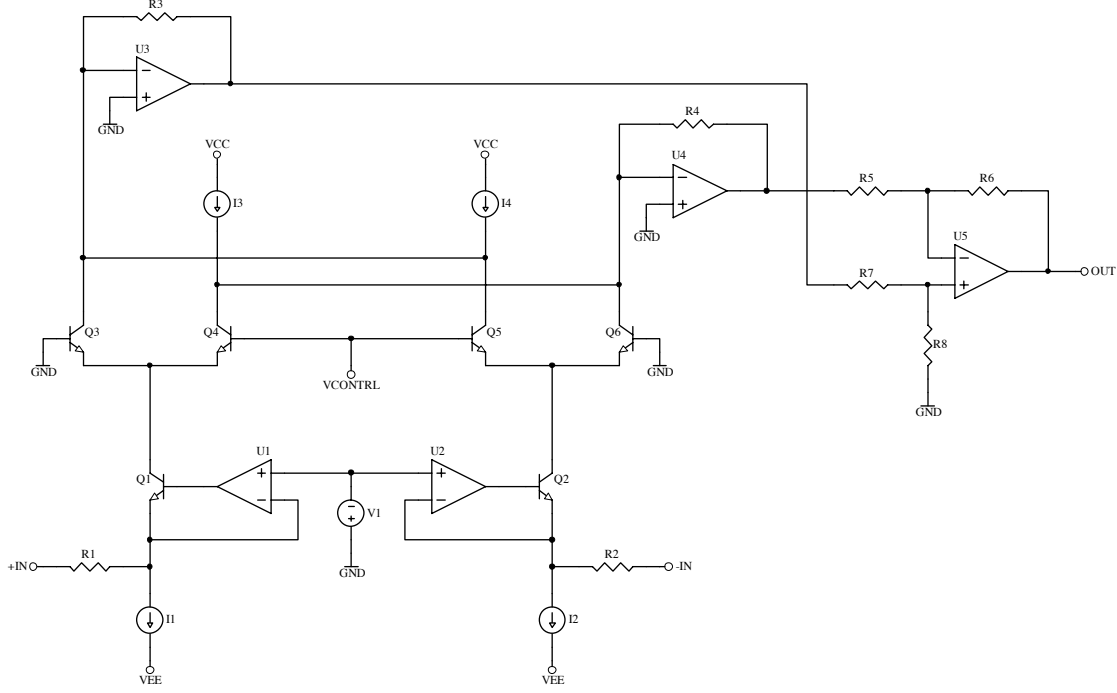 R3
U3
−
+
GND
R4
VCC
VCC
U4
−
+
GND
I3
I4
R5
R6
U5
−
+
OUT
R7
R8
GND
Q3
Q4
Q5
Q6
GND
VCONTRL
GND
Q1
U1
+
−
U2
+
−
Q2
−
+
V1
GND
+IN
R1
R2
-IN
I1
I2
VEE
VEE